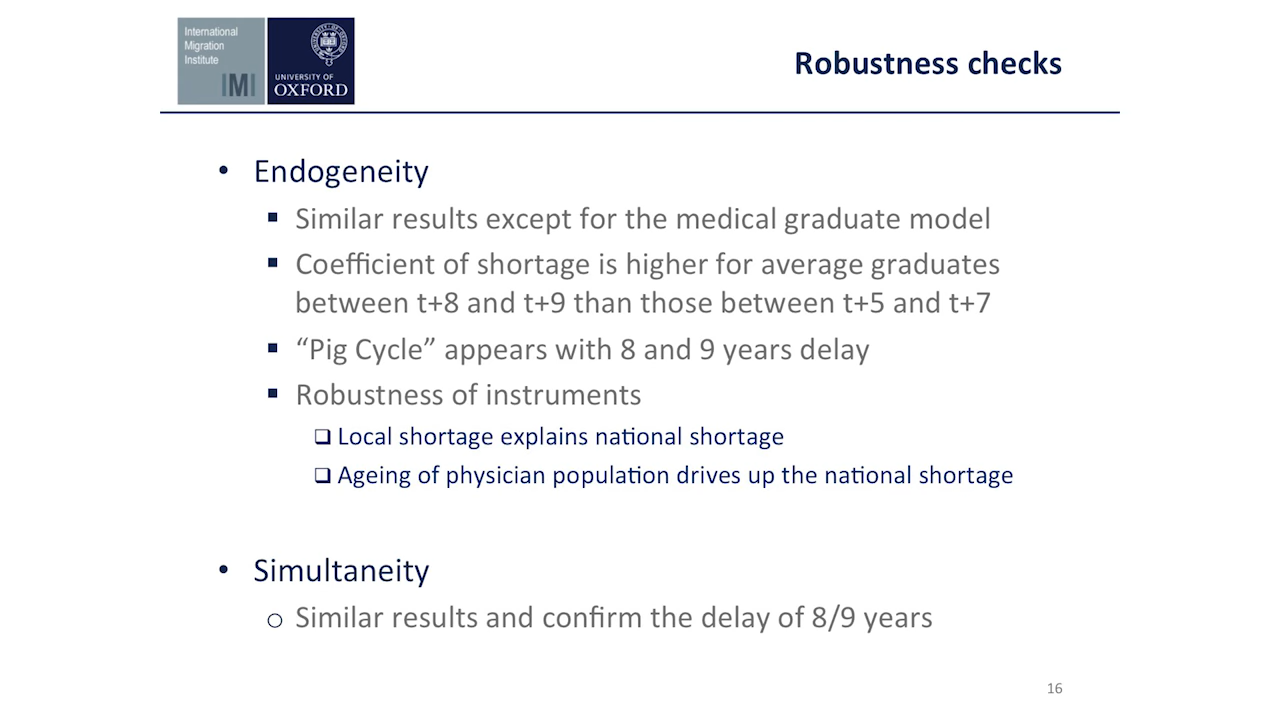 International
Migration
Institute
IMI
UNIVERSITY OF
OXFORD
Robustness checks
• Endogeneity
▪ Similar results except for the medical graduate model
▪ Coefficient of shortage is higher for average graduates
between t+8 and t+9 than those between t+5 and t+7
▪ “Pig Cycle” appears with 8 and 9 years delay
▪ Robustness of instruments
❑ Local shortage explains national shortage
❑ Ageing of physician population drives up the national shortage
• Simultaneity
o Similar results and confirm the delay of 8/9 years
16